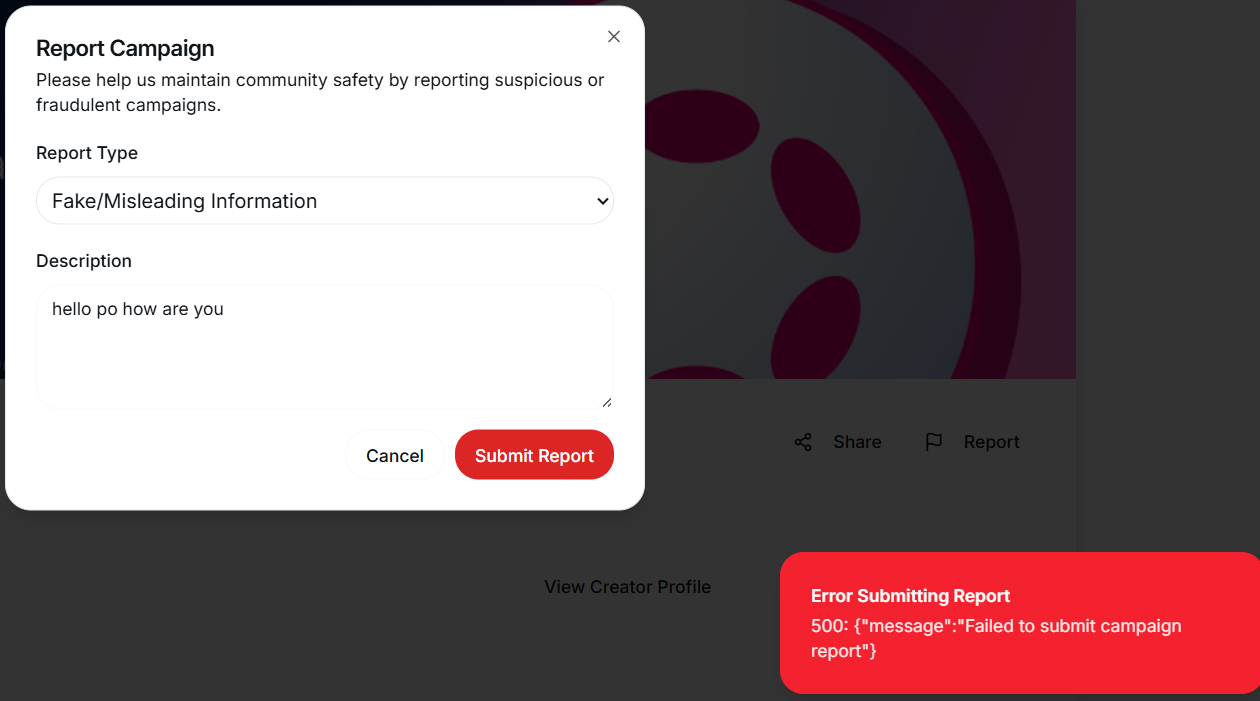 Report Campaign
Please help us maintain community safety by reporting suspicious or
fraudulent campaigns.
Report Type
Fake/Misleading Information
Description
hello po how are you
Cancel
Submit Report
Share
Report
View Creator Profile
Error Submitting Report
500: {"message":"Failed to submit campaign
report"}